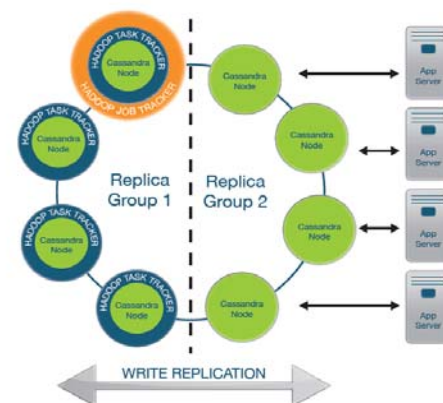 HADOOP TASK TRACKER
Cassandra
Node
HADOOP JOB TRACKER
Cassandra
Node
App
Server
HADOOP TASK TRACKER
Cassandra
Node
Cassandra
Node
App
Server
Replica
Group 1
Replica
Group 2
HADOOP TASK TRACKER
Cassandra
Node
Cassandra
Node
App
Server
HADOOP TASK TRACKER
Cassandra
Node
Cassandra
Node
App
Server
WRITE REPLICATION